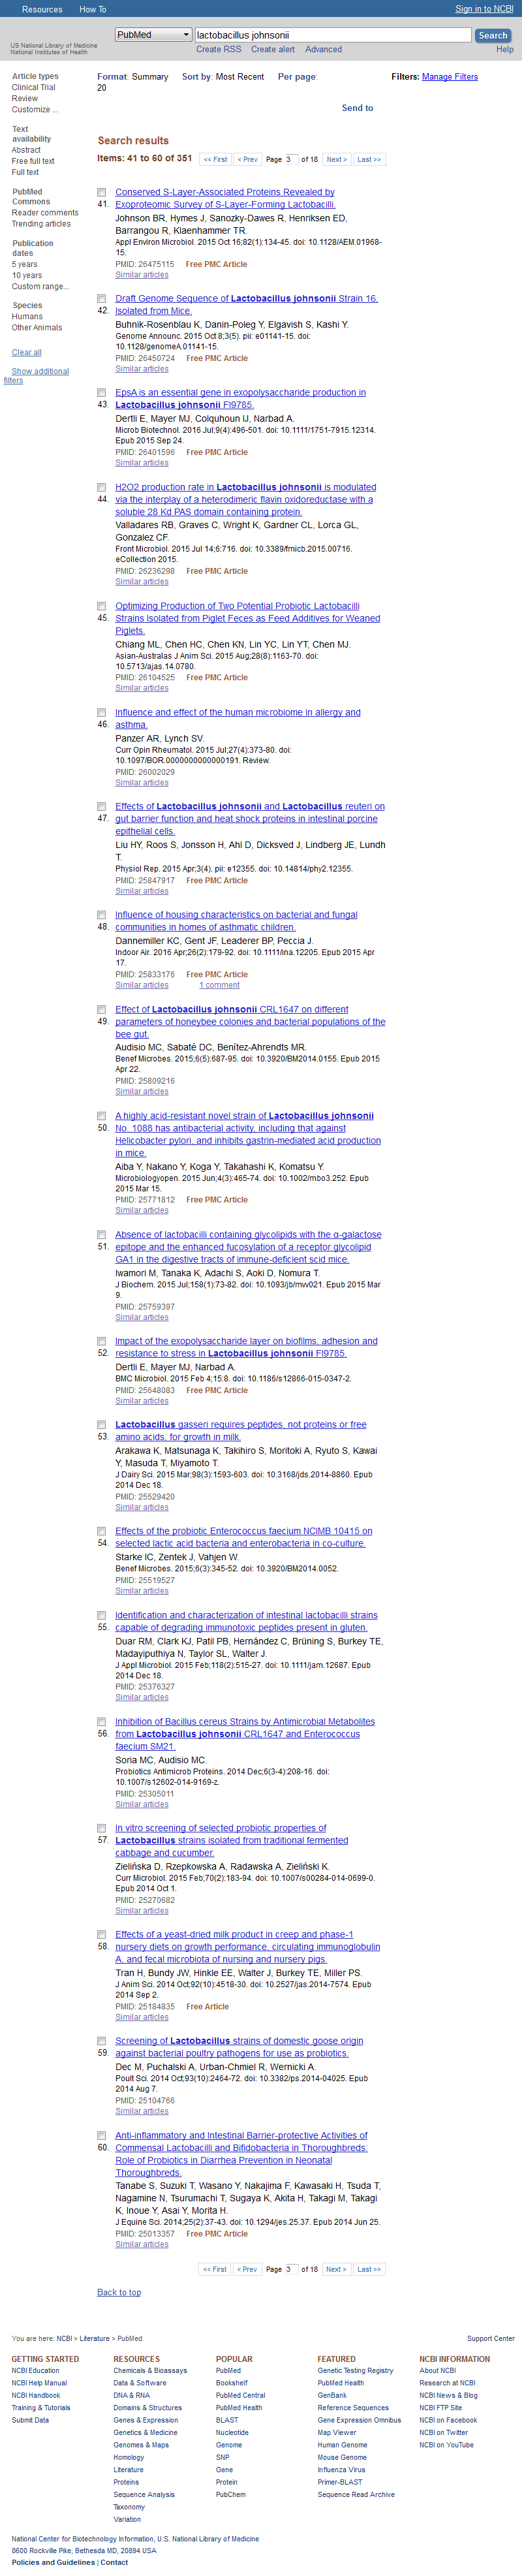 Resources How To Sign in to NCBI
US National Library of Medicine
National Institutes of Health
PubMed lactobacillus johnsonii Search
Create RSS Create alert Advanced Help
Article types
Clinical Trial
Review
Customize ...
Text
availability
Abstract
Free full text
Full text
PubMed
Commons
Reader comments
Trending articles
Publication
dates
5 years
10 years
Custom range...
Species
Humans
Other Animals
Clear all
Show additional
filters
Format: Summary Sort by: Most Recent Per page:
20
Filters: Manage Filters
Send to
Search results
Items: 41 to 60 of 351 << First < Prev Page 3 of 18 Next > Last >>
41. Conserved S-Layer-Associated Proteins Revealed by
Exoproteomic Survey of S-Layer-Forming Lactobacilli.
Johnson BR, Hymes J, Sanozky-Dawes R, Henriksen ED,
Barrangou R, Klaenhammer TR.
Appl Environ Microbiol. 2015 Oct 16;82(1):134-45. doi: 10.1128/AEM.01968-
15.
PMID: 26475115 Free PMC Article
Similar articles
42. Draft Genome Sequence of Lactobacillus johnsonii Strain 16,
Isolated from Mice.
Buhnik-Rosenblau K, Danin-Poleg Y, Elgavish S, Kashi Y.
Genome Announc. 2015 Oct 8;3(5). pii: e01141-15. doi:
10.1128/genomeA.01141-15.
PMID: 26450724 Free PMC Article
Similar articles
43. EpsA is an essential gene in exopolysaccharide production in
Lactobacillus johnsonii FI9785.
Dertli E, Mayer MJ, Colquhoun IJ, Narbad A.
Microb Biotechnol. 2016 Jul;9(4):496-501. doi: 10.1111/1751-7915.12314.
Epub 2015 Sep 24.
PMID: 26401596 Free PMC Article
Similar articles
44. H2O2 production rate in Lactobacillus johnsonii is modulated
via the interplay of a heterodimeric flavin oxidoreductase with a
soluble 28 Kd PAS domain containing protein.
Valladares RB, Graves C, Wright K, Gardner CL, Lorca GL,
Gonzalez CF.
Front Microbiol. 2015 Jul 14;6:716. doi: 10.3389/fmicb.2015.00716.
eCollection 2015.
PMID: 26236298 Free PMC Article
Similar articles
45. Optimizing Production of Two Potential Probiotic Lactobacilli
Strains Isolated from Piglet Feces as Feed Additives for Weaned
Piglets.
Chiang ML, Chen HC, Chen KN, Lin YC, Lin YT, Chen MJ.
Asian-Australas J Anim Sci. 2015 Aug;28(8):1163-70. doi:
10.5713/ajas.14.0780.
PMID: 26104525 Free PMC Article
Similar articles
46. Influence and effect of the human microbiome in allergy and
asthma.
Panzer AR, Lynch SV.
Curr Opin Rheumatol. 2015 Jul;27(4):373-80. doi:
10.1097/BOR.0000000000000191. Review.
PMID: 26002029
Similar articles
47. Effects of Lactobacillus johnsonii and Lactobacillus reuteri on
gut barrier function and heat shock proteins in intestinal porcine
epithelial cells.
Liu HY, Roos S, Jonsson H, Ahl D, Dicksved J, Lindberg JE, Lundh
T.
Physiol Rep. 2015 Apr;3(4). pii: e12355. doi: 10.14814/phy2.12355.
PMID: 25847917 Free PMC Article
Similar articles
48. Influence of housing characteristics on bacterial and fungal
communities in homes of asthmatic children.
Dannemiller KC, Gent JF, Leaderer BP, Peccia J.
Indoor Air. 2016 Apr;26(2):179-92. doi: 10.1111/ina.12205. Epub 2015 Apr
17.
PMID: 25833176 Free PMC Article
Similar articles 1 comment
49. Effect of Lactobacillus johnsonii CRL1647 on different
parameters of honeybee colonies and bacterial populations of the
bee gut.
Audisio MC, Sabaté DC, Benítez-Ahrendts MR.
Benef Microbes. 2015;6(5):687-95. doi: 10.3920/BM2014.0155. Epub 2015
Apr 22.
PMID: 25809216
Similar articles
50. A highly acid-resistant novel strain of Lactobacillus johnsonii
No. 1088 has antibacterial activity, including that against
Helicobacter pylori, and inhibits gastrin-mediated acid production
in mice.
Aiba Y, Nakano Y, Koga Y, Takahashi K, Komatsu Y.
Microbiologyopen. 2015 Jun;4(3):465-74. doi: 10.1002/mbo3.252. Epub
2015 Mar 15.
PMID: 25771812 Free PMC Article
Similar articles
51. Absence of lactobacilli containing glycolipids with the α-galactose
epitope and the enhanced fucosylation of a receptor glycolipid
GA1 in the digestive tracts of immune-deficient scid mice.
Iwamori M, Tanaka K, Adachi S, Aoki D, Nomura T.
J Biochem. 2015 Jul;158(1):73-82. doi: 10.1093/jb/mvv021. Epub 2015 Mar
9.
PMID: 25759397
Similar articles
52. Impact of the exopolysaccharide layer on biofilms, adhesion and
resistance to stress in Lactobacillus johnsonii FI9785.
Dertli E, Mayer MJ, Narbad A.
BMC Microbiol. 2015 Feb 4;15:8. doi: 10.1186/s12866-015-0347-2.
PMID: 25648083 Free PMC Article
Similar articles
53. Lactobacillus gasseri requires peptides, not proteins or free
amino acids, for growth in milk.
Arakawa K, Matsunaga K, Takihiro S, Moritoki A, Ryuto S, Kawai
Y, Masuda T, Miyamoto T.
J Dairy Sci. 2015 Mar;98(3):1593-603. doi: 10.3168/jds.2014-8860. Epub
2014 Dec 18.
PMID: 25529420
Similar articles
54. Effects of the probiotic Enterococcus faecium NCIMB 10415 on
selected lactic acid bacteria and enterobacteria in co-culture.
Starke IC, Zentek J, Vahjen W.
Benef Microbes. 2015;6(3):345-52. doi: 10.3920/BM2014.0052.
PMID: 25519527
Similar articles
55. Identification and characterization of intestinal lactobacilli strains
capable of degrading immunotoxic peptides present in gluten.
Duar RM, Clark KJ, Patil PB, Hernández C, Brüning S, Burkey TE,
Madayiputhiya N, Taylor SL, Walter J.
J Appl Microbiol. 2015 Feb;118(2):515-27. doi: 10.1111/jam.12687. Epub
2014 Dec 18.
PMID: 25376327
Similar articles
56. Inhibition of Bacillus cereus Strains by Antimicrobial Metabolites
from Lactobacillus johnsonii CRL1647 and Enterococcus
faecium SM21.
Soria MC, Audisio MC.
Probiotics Antimicrob Proteins. 2014 Dec;6(3-4):208-16. doi:
10.1007/s12602-014-9169-z.
PMID: 25305011
Similar articles
57. In vitro screening of selected probiotic properties of
Lactobacillus strains isolated from traditional fermented
cabbage and cucumber.
Zielińska D, Rzepkowska A, Radawska A, Zieliński K.
Curr Microbiol. 2015 Feb;70(2):183-94. doi: 10.1007/s00284-014-0699-0.
Epub 2014 Oct 1.
PMID: 25270682
Similar articles
58. Effects of a yeast-dried milk product in creep and phase-1
nursery diets on growth performance, circulating immunoglobulin
A, and fecal microbiota of nursing and nursery pigs.
Tran H, Bundy JW, Hinkle EE, Walter J, Burkey TE, Miller PS.
J Anim Sci. 2014 Oct;92(10):4518-30. doi: 10.2527/jas.2014-7574. Epub
2014 Sep 2.
PMID: 25184835 Free Article
Similar articles
59. Screening of Lactobacillus strains of domestic goose origin
against bacterial poultry pathogens for use as probiotics.
Dec M, Puchalski A, Urban-Chmiel R, Wernicki A.
Poult Sci. 2014 Oct;93(10):2464-72. doi: 10.3382/ps.2014-04025. Epub
2014 Aug 7.
PMID: 25104766
Similar articles
60. Anti-inflammatory and Intestinal Barrier-protective Activities of
Commensal Lactobacilli and Bifidobacteria in Thoroughbreds:
Role of Probiotics in Diarrhea Prevention in Neonatal
Thoroughbreds.
Tanabe S, Suzuki T, Wasano Y, Nakajima F, Kawasaki H, Tsuda T,
Nagamine N, Tsurumachi T, Sugaya K, Akita H, Takagi M, Takagi
K, Inoue Y, Asai Y, Morita H.
J Equine Sci. 2014;25(2):37-43. doi: 10.1294/jes.25.37. Epub 2014 Jun 25.
PMID: 25013357 Free PMC Article
Similar articles
<< First < Prev Page 3 of 18 Next > Last >>
Back to top
You are here: NCBI > Literature > PubMed Support Center
GETTING STARTED
NCBI Education
NCBI Help Manual
NCBI Handbook
Training & Tutorials
Submit Data
RESOURCES
Chemicals & Bioassays
Data & Software
DNA & RNA
Domains & Structures
Genes & Expression
Genetics & Medicine
Genomes & Maps
Homology
Literature
Proteins
Sequence Analysis
Taxonomy
Variation
POPULAR
PubMed
Bookshelf
PubMed Central
PubMed Health
BLAST
Nucleotide
Genome
SNP
Gene
Protein
PubChem
FEATURED
Genetic Testing Registry
PubMed Health
GenBank
Reference Sequences
Gene Expression Omnibus
Map Viewer
Human Genome
Mouse Genome
Influenza Virus
Primer-BLAST
Sequence Read Archive
NCBI INFORMATION
About NCBI
Research at NCBI
NCBI News & Blog
NCBI FTP Site
NCBI on Facebook
NCBI on Twitter
NCBI on YouTube
National Center for Biotechnology Information, U.S. National Library of Medicine
8600 Rockville Pike, Bethesda MD, 20894 USA
Policies and Guidelines | Contact